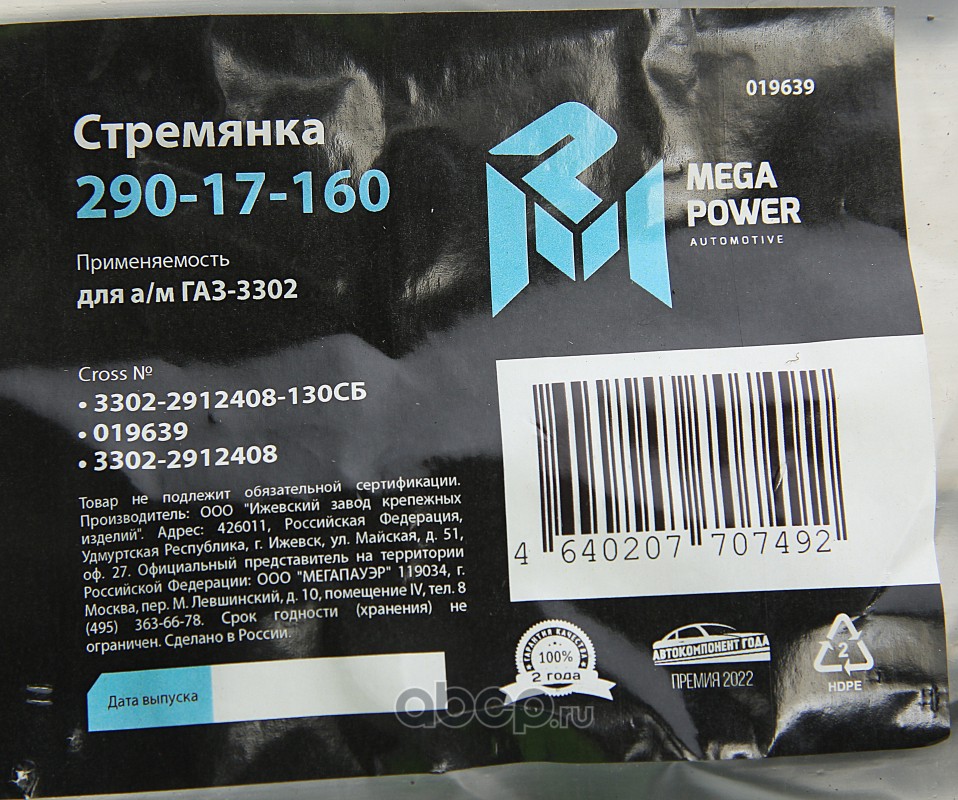 019639
Стремянка
290-17-160
MEGA
POWER
AUTOMOTIVE
Применяемость
для а/м ГАЗ-3302
Cross №
• 3302-2912408-130СБ
• 019639
• 3302-2912408
Товар не подлежит обязательной сертификации.
Производитель: ООО "Ижевский завод крепежных
изделий". Адрес: 426011, Российская Федерация,
Удмуртская Республика, г. Ижевск, ул. Майская, д. 51,
оф. 27. Официальный представитель на территории
Российской Федерации: ООО "МЕГАПАУЭР" 119034, г.
Москва, пер. М. Левшинский, д. 10, помещение IV, тел. 8
(495) 363-66-78. Срок годности (хранения) не
ограничен. Сделано в России.
4 640207 707492
Дата выпуска
ГАРАНТИЯ КАЧЕСТВА
100%
2 года
АВТОКОМПОНЕНТ ГОДА
ПРЕМИЯ 2022
2
HDPE
abcp.ru